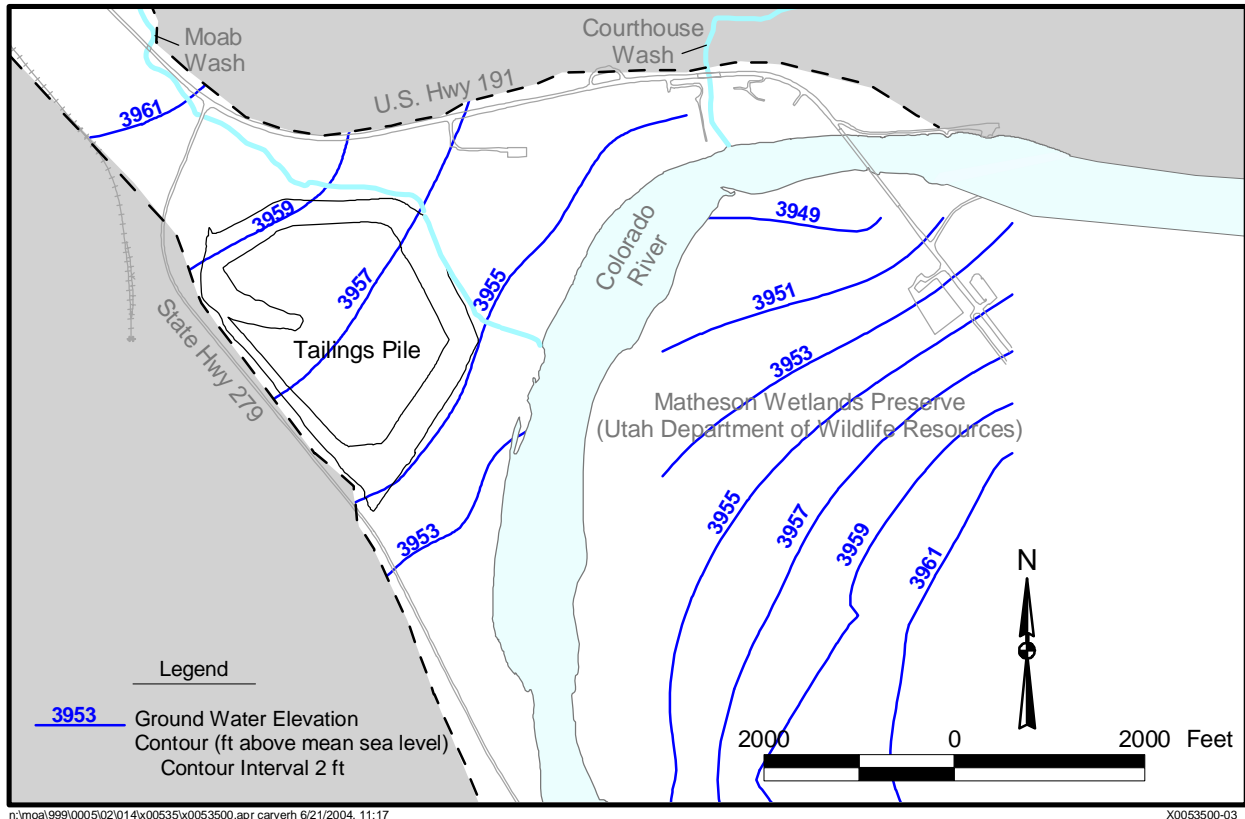 Moab
Wash
Courthouse
Wash
U.S. Hwy 191
3961
3959
3957
3955
3953
State Hwy 279
Tailings Pile
Colorado
River
3949
3951
3953
Matheson Wetlands Preserve
(Utah Department of Wildlife Resources)
3955
3957
3959
3961
N
Legend
3953
Ground Water Elevation
Contour (ft above mean sea level)
Contour Interval 2 ft
2000 0 2000 Feet
n:\moa\999\0005\02\014\x00535\x0053500.apr carverh 6/21/2004, 11:17
X0053500-03